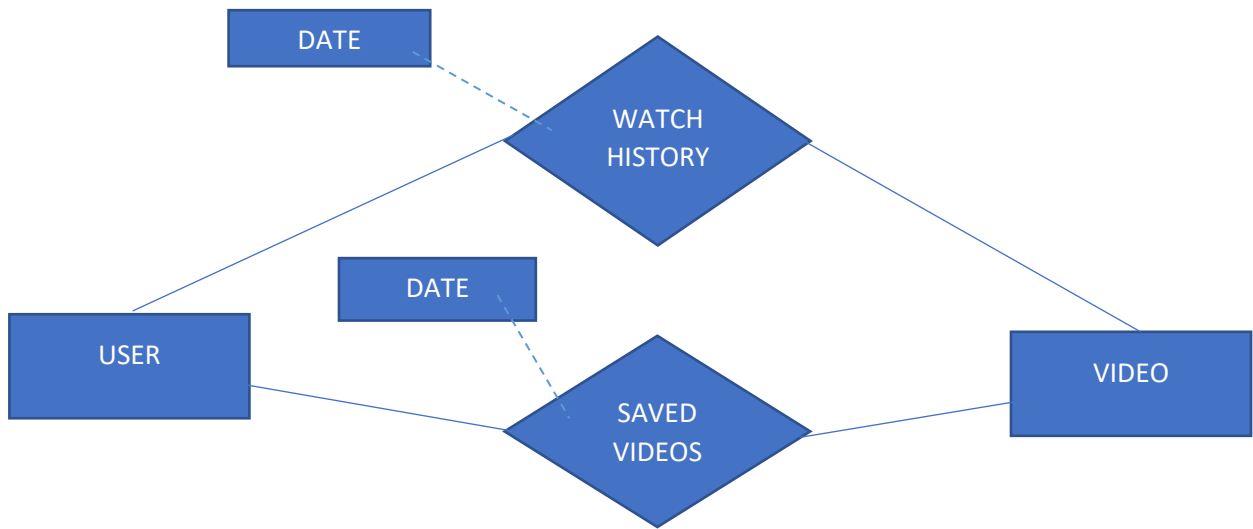 DATE
WATCH
HISTORY
DATE
USER
VIDEO
SAVED
VIDEOS